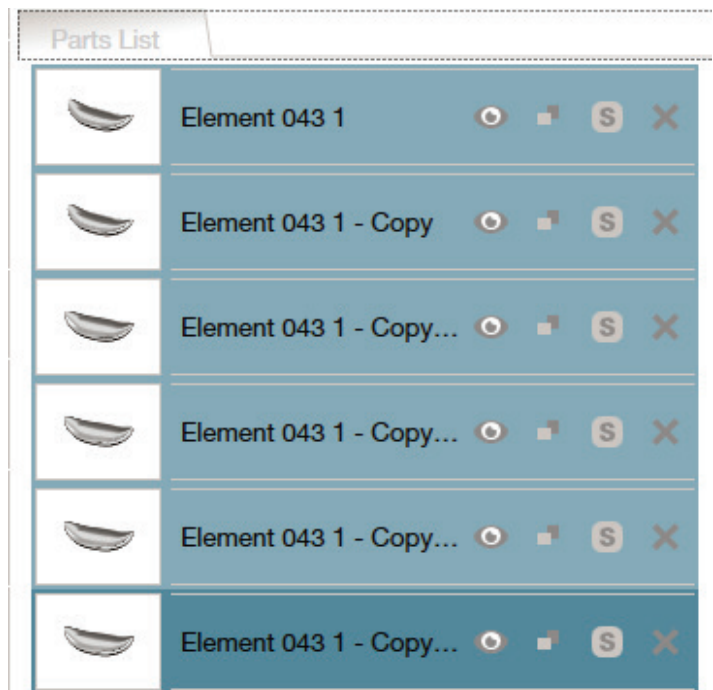 Parts List
Element 043 1 S
Element 043 1 - Copy S
Element 043 1 - Copy... S
Element 043 1 - Copy... S
Element 043 1 - Copy... S
Element 043 1 - Copy... S